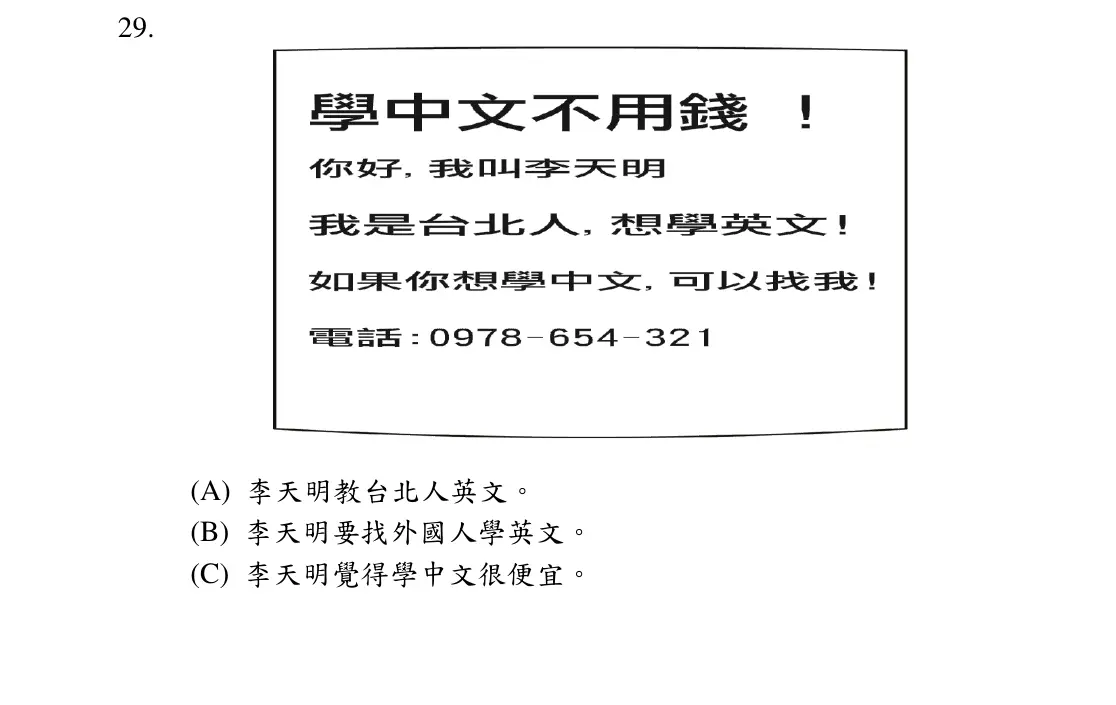 29.
學中文不用錢 !
你好, 我叫李天明
我是台北人, 想學英文!
如果你想學中文, 可以找我!
電話:0978-654-321
(A) 李天明教台北人英文。
(B) 李天明要找外國人學英文。
(C) 李天明覺得學中文很便宜。